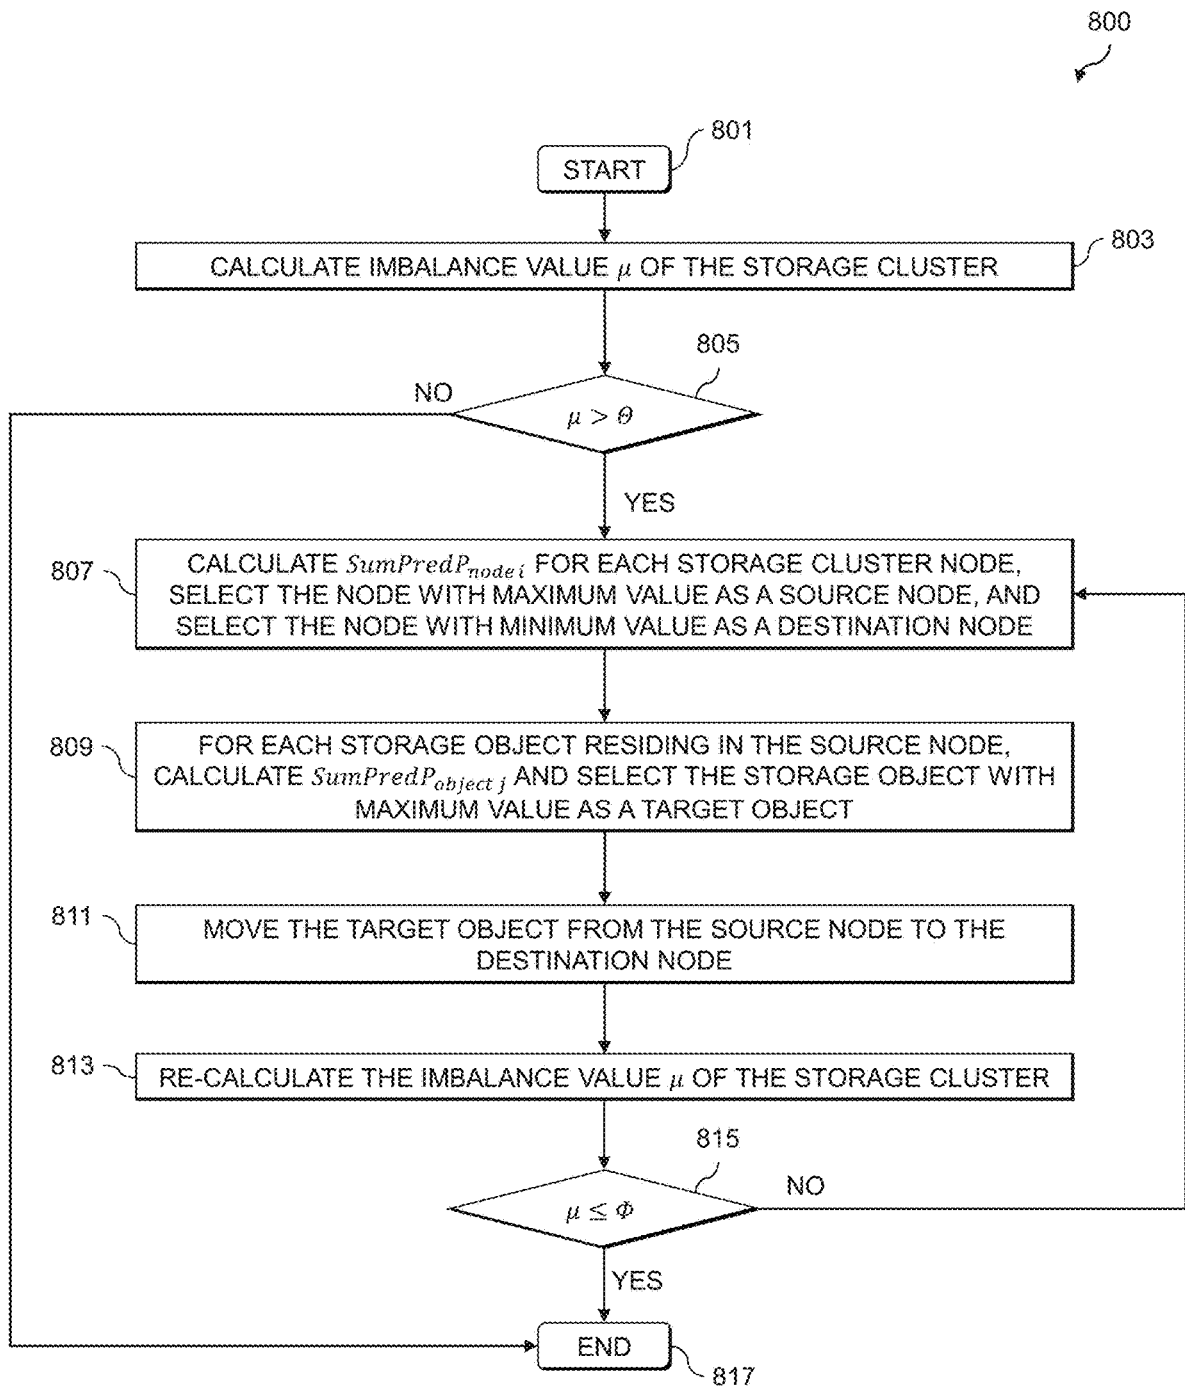 800
801
START
803
CALCULATE IMBALANCE VALUE μ OF THE STORAGE CLUSTER
805
NO
μ > Θ
YES
807
CALCULATE SumPredP_node i FOR EACH STORAGE CLUSTER NODE,
SELECT THE NODE WITH MAXIMUM VALUE AS A SOURCE NODE, AND
SELECT THE NODE WITH MINIMUM VALUE AS A DESTINATION NODE
809
FOR EACH STORAGE OBJECT RESIDING IN THE SOURCE NODE,
CALCULATE SumPredP_object j AND SELECT THE STORAGE OBJECT WITH
MAXIMUM VALUE AS A TARGET OBJECT
811
MOVE THE TARGET OBJECT FROM THE SOURCE NODE TO THE
DESTINATION NODE
813
RE-CALCULATE THE IMBALANCE VALUE μ OF THE STORAGE CLUSTER
815
μ ≤ Φ
NO
YES
END
817